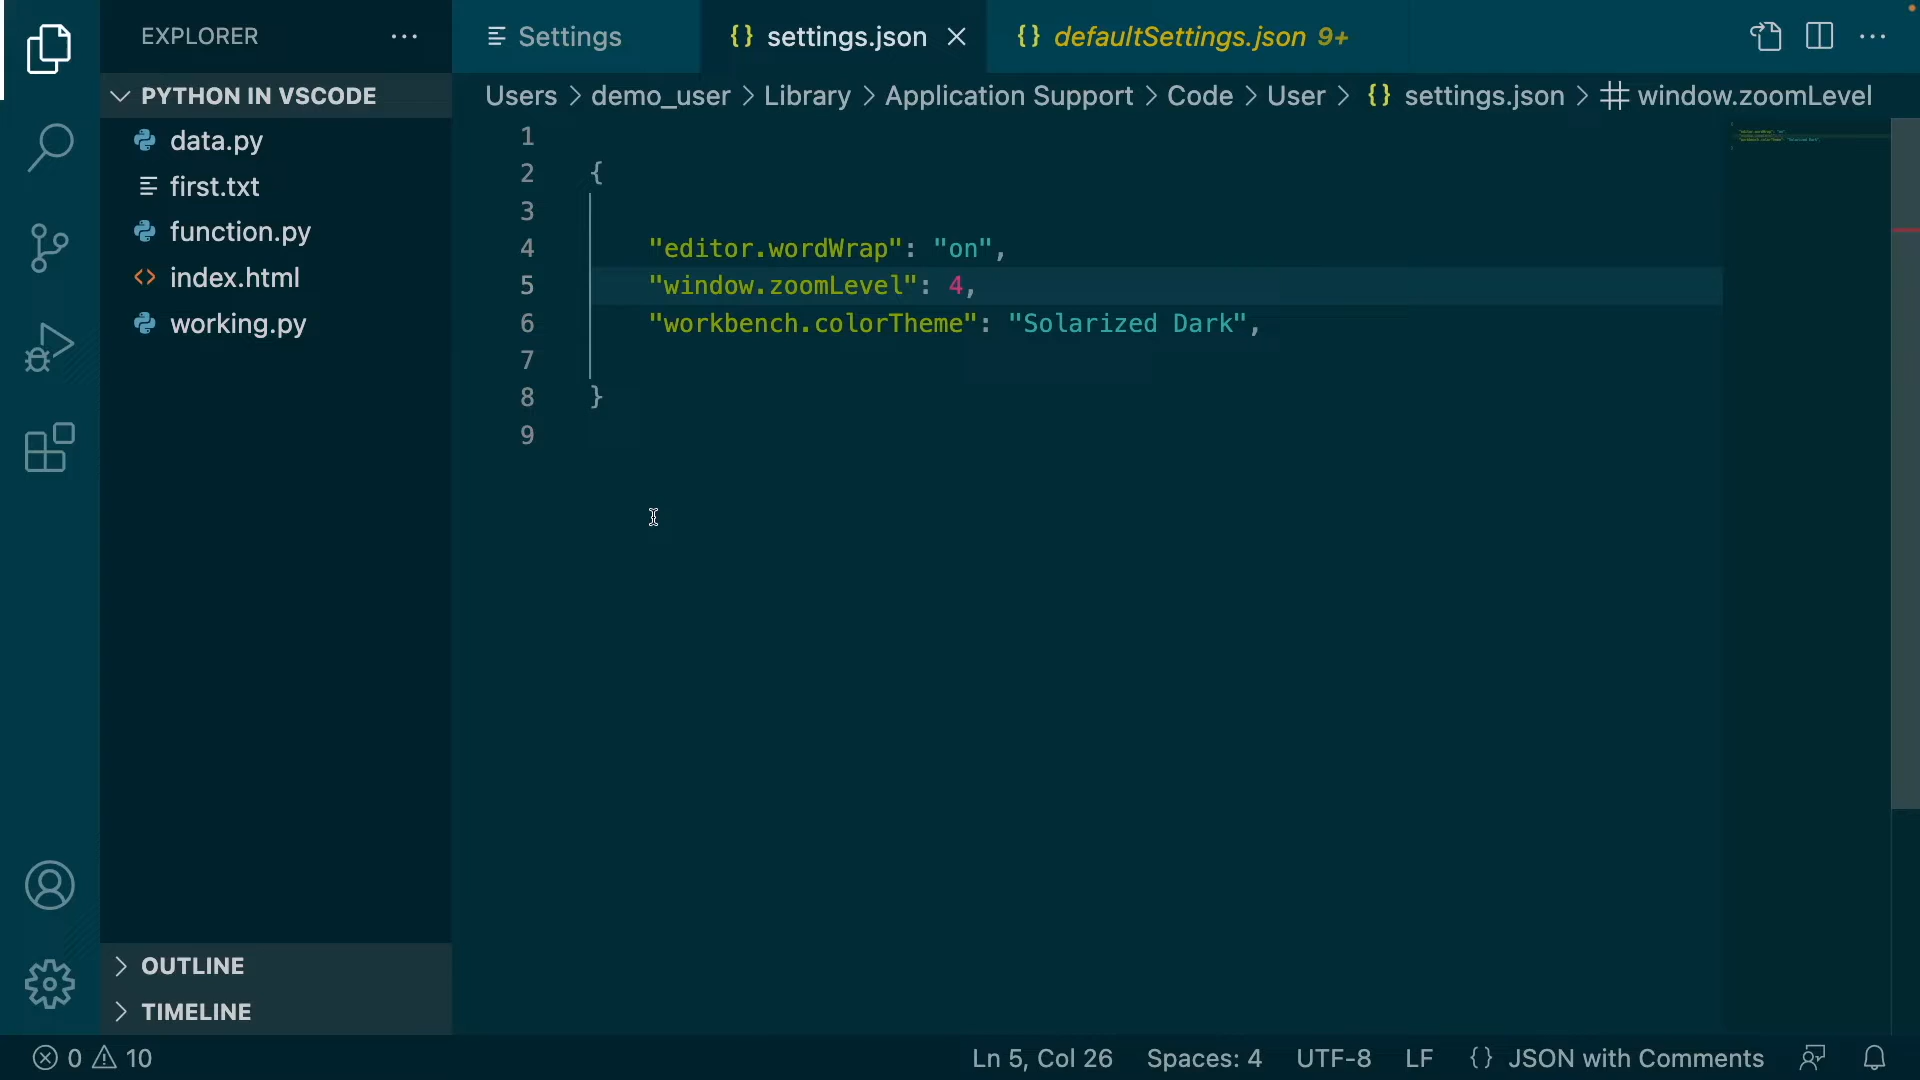 EXPLORER
Settings
settings.json
defaultSettings.json 9+
PYTHON IN VSCODE
data.py
first.txt
function.py
index.html
working.py
OUTLINE
TIMELINE
Users > demo_user > Library > Application Support > Code > User > {} settings.json > window.zoomLevel
1
2 {
3
4 "editor.wordWrap": "on",
5 "window.zoomLevel": 4,
6 "workbench.colorTheme": "Solarized Dark",
7
8 }
9
0 10
Ln 5, Col 26 Spaces: 4 UTF-8 LF {} JSON with Comments